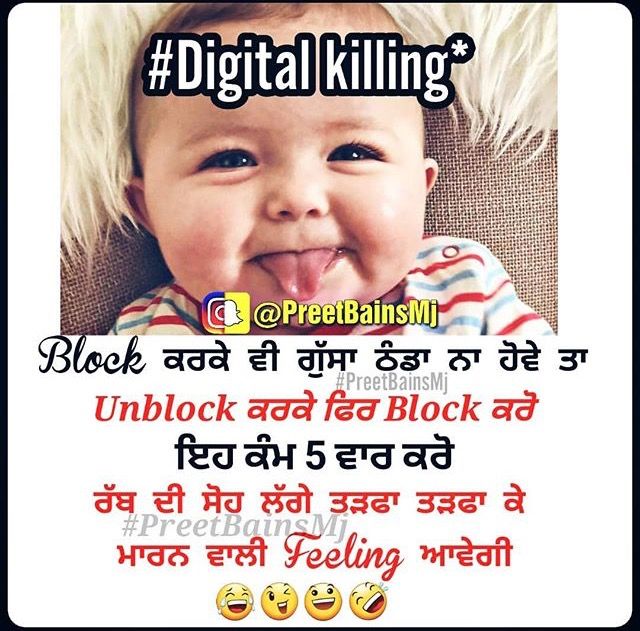 #Digital killing*
@PreetBainsMj
Block ਕਰਕੇ ਵੀ ਗੁੱਸਾ ਠੰਡਾ ਨਾ ਹੋਵੇ ਤਾ
#PreetBainsMj
Unblock ਕਰਕੇ ਫਿਰ Block ਕਰੋ
ਇਹ ਕੰਮ 5 ਵਾਰ ਕਰੋ
ਰੱਬ ਦੀ ਸੋਹ ਲੱਗੇ ਤੜਫਾ ਤੜਫਾ ਕੇ
#PreetBainsMj
ਮਾਰਨ ਵਾਲੀ Feeling ਆਵੇਗੀ